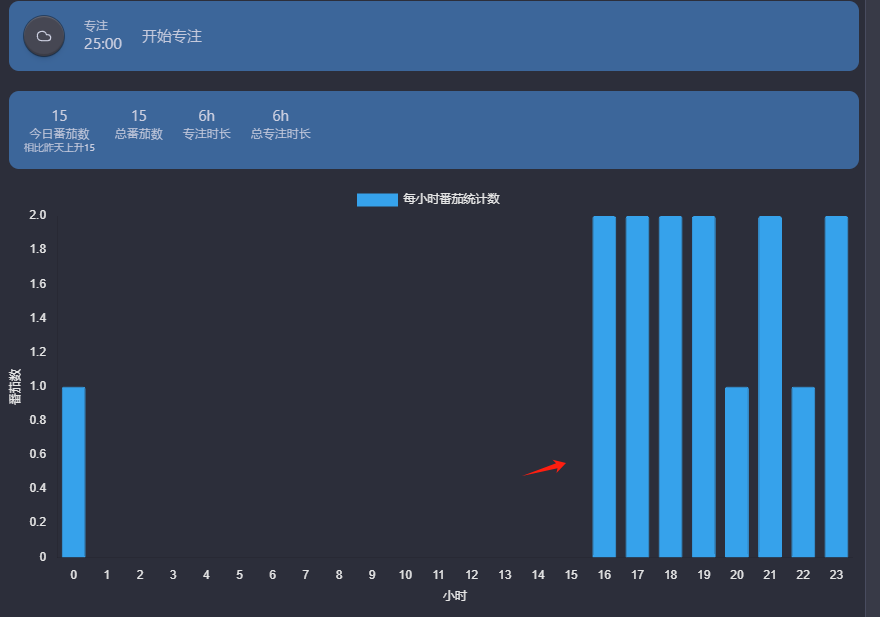 专注
25:00
开始专注
15 15 6h 6h
今日番茄数 总番茄数 专注时长 总专注时长
相比昨天上升15
每小时番茄统计数
2.0
1.8
1.6
1.4
1.2
1.0
0.8
0.6
0.4
0.2
0
番茄数
0 1 2 3 4 5 6 7 8 9 10 11 12 13 14 15 16 17 18 19 20 21 22 23
小时